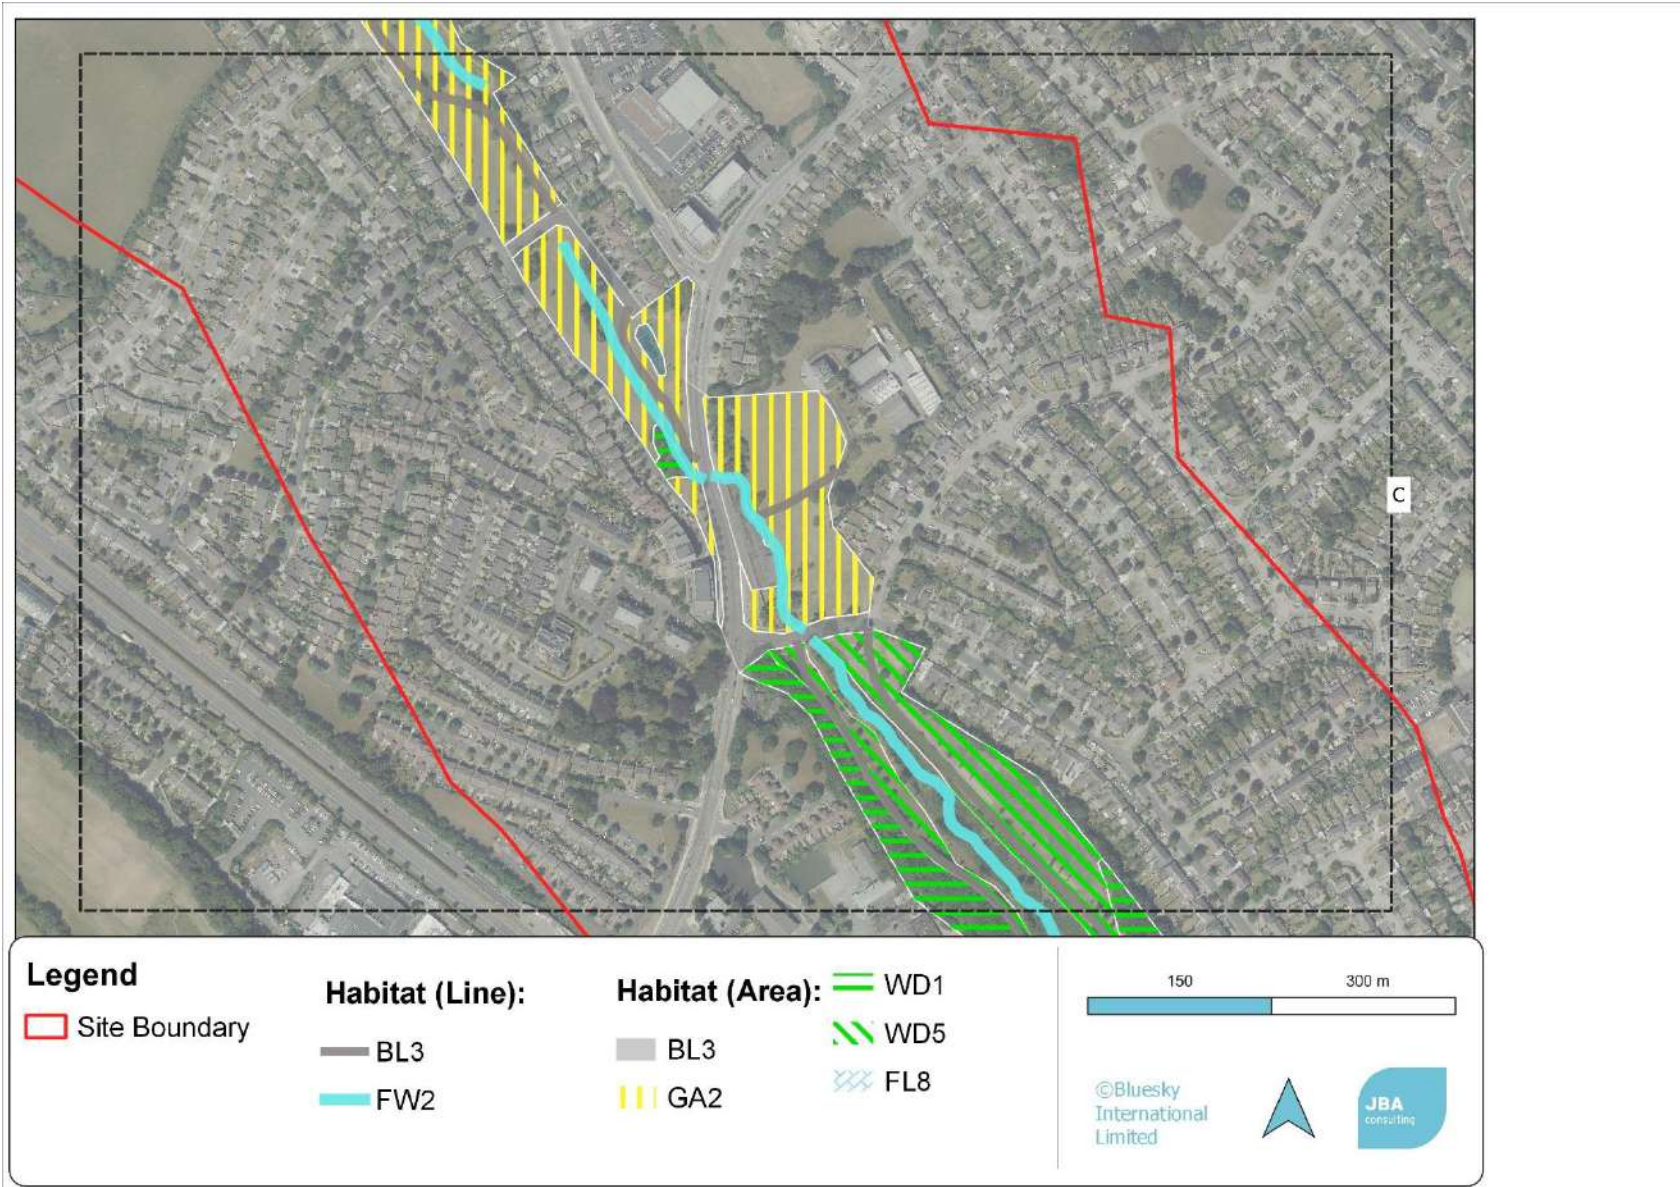 C
Legend
Site Boundary
Habitat (Line):
BL3
FW2
Habitat (Area):
BL3
GA2
WD1
WD5
FL8
150 300 m
©Bluesky
International
Limited
JBA
consulting